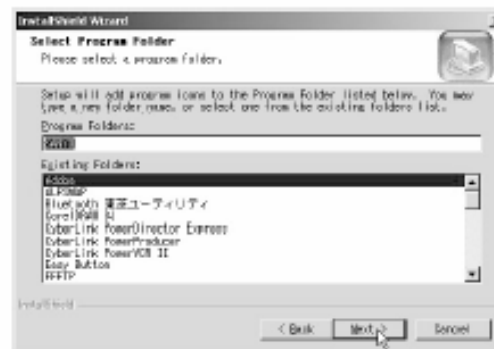 InstallShield Wizard
Select Program Folder
Please select a program folder.
Setup will add program icons to the Program Folder listed below. You may
type a new folder name, or select one from the existing folders list.
Program Folders:
Existing Folders:
Adobe
Bluetooth 東芝ユーティリティ
CorelDRAW
CyberLink PowerDirector Express
CyberLink PowerProducer
CyberLink PowerVCR II
Easy Button
FFFTP
InstallShield
< Back
Next >
Cancel